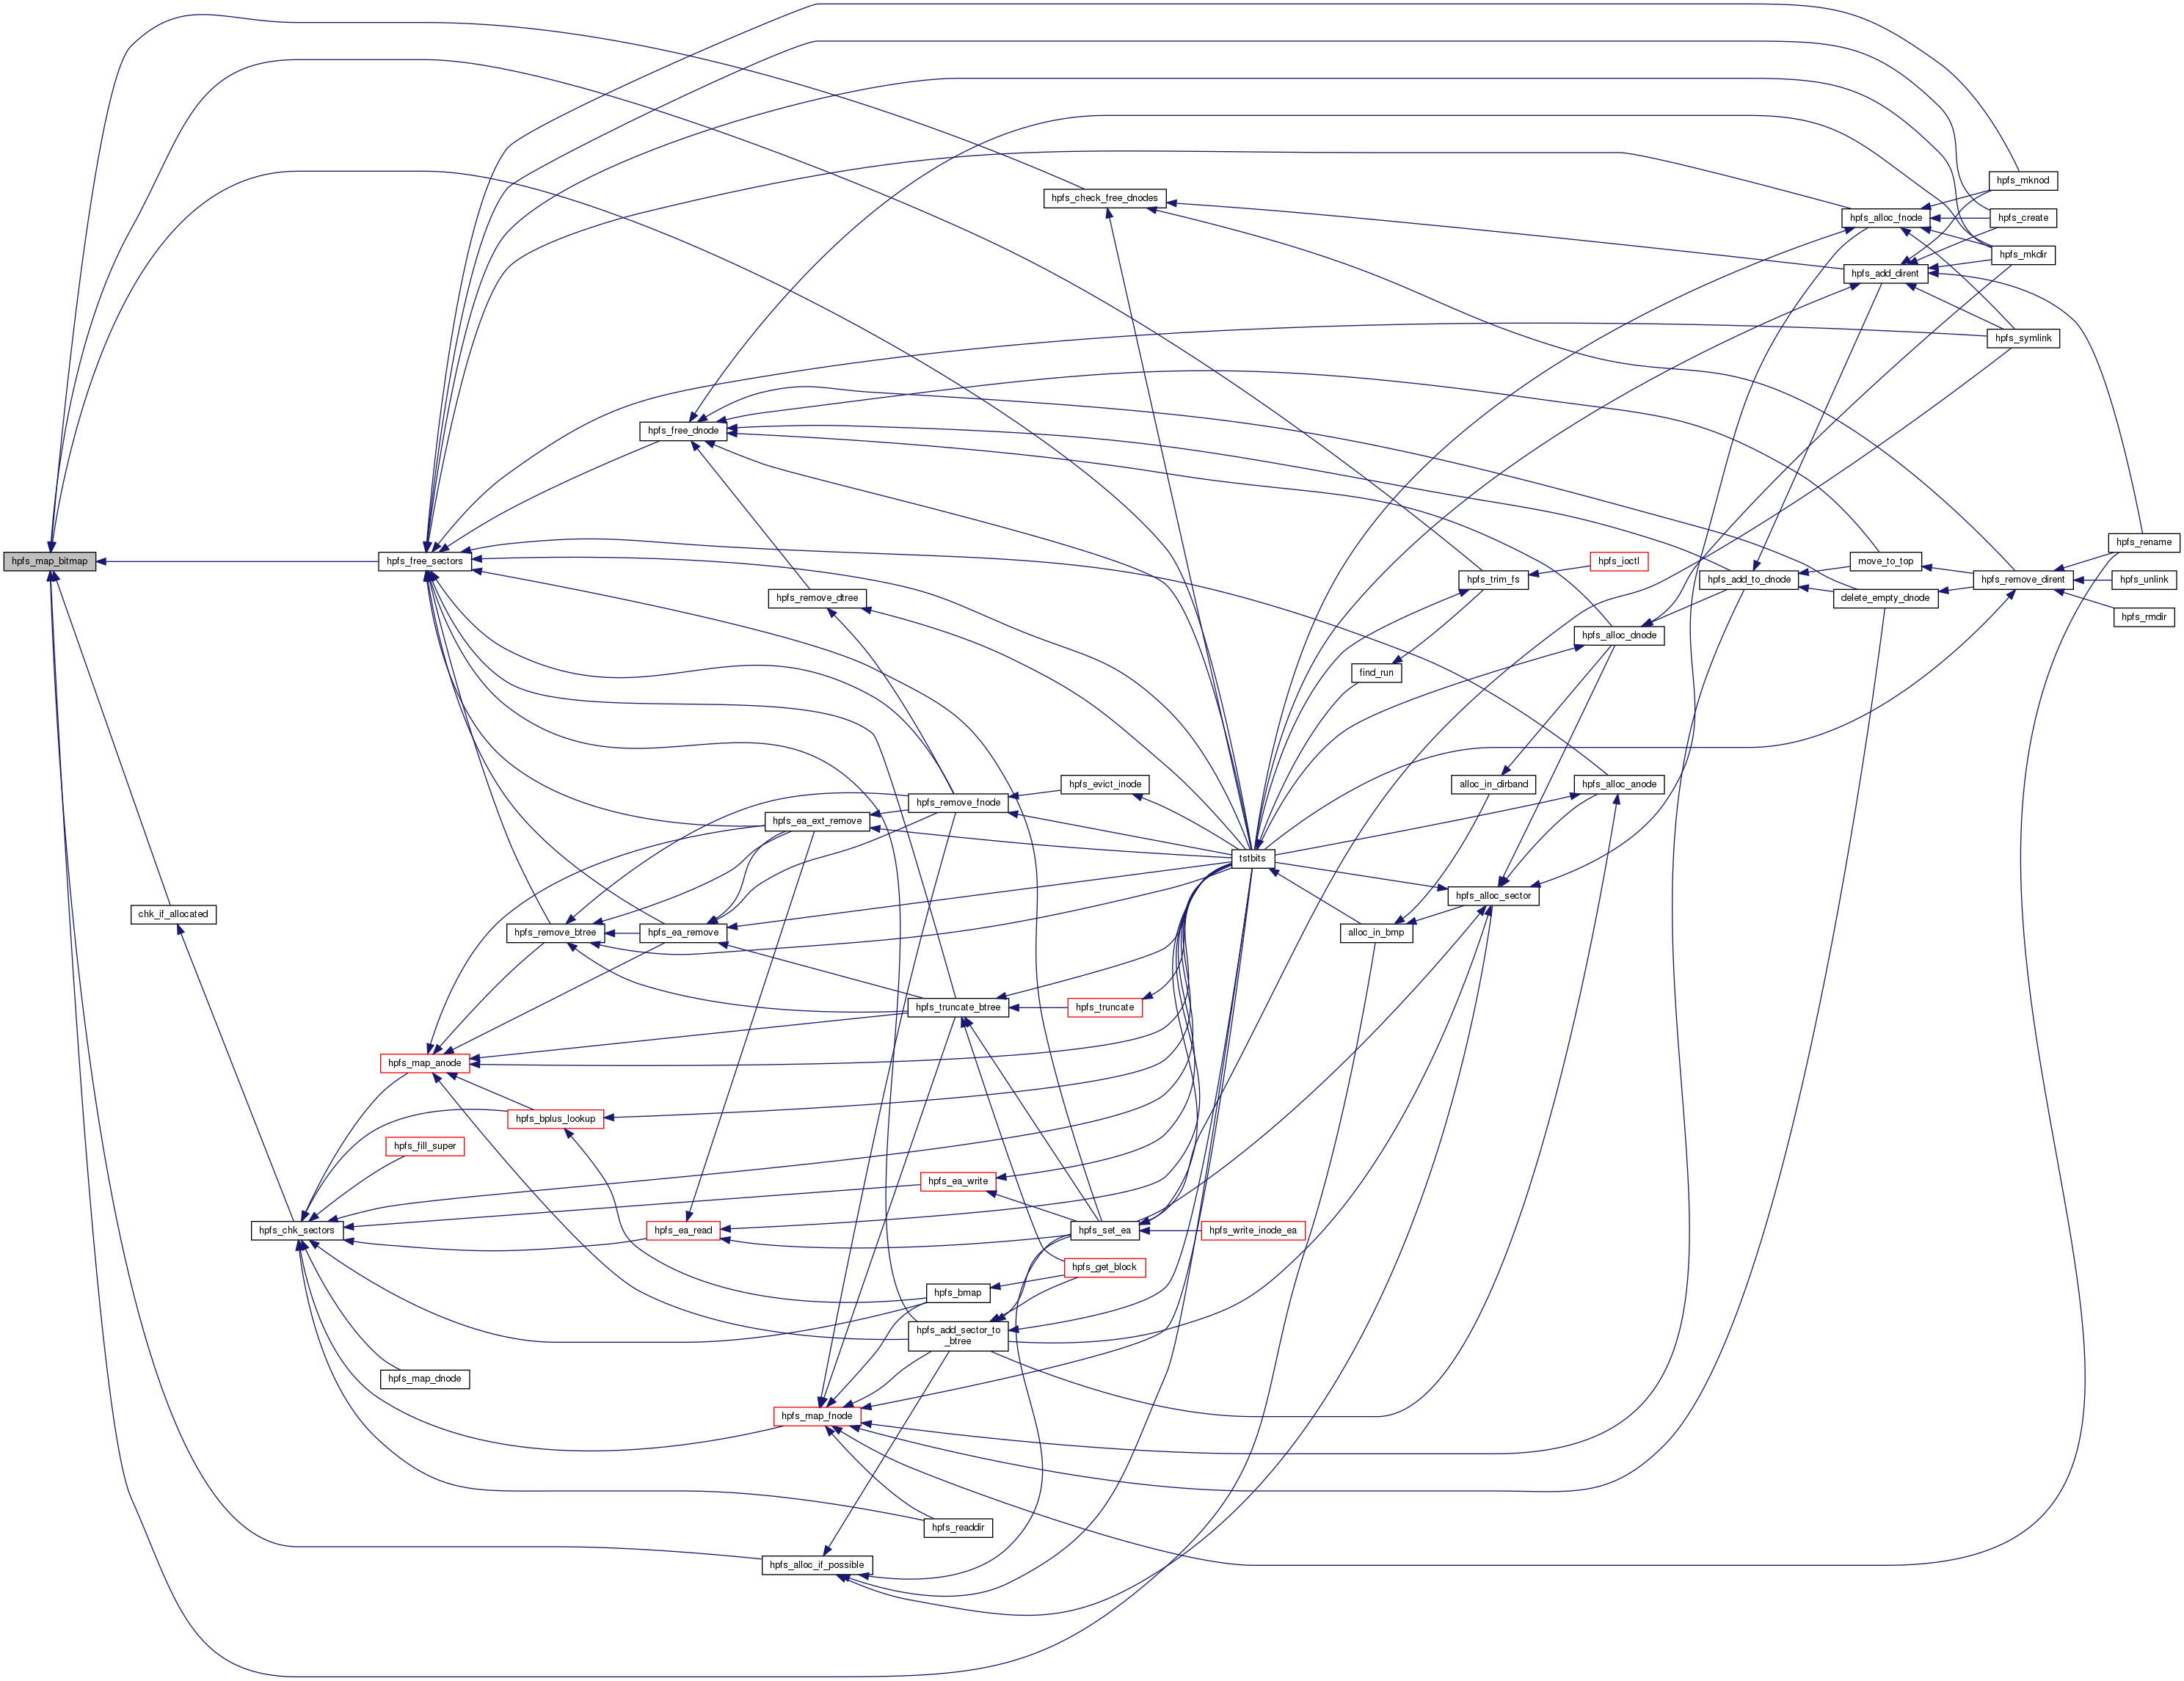 hpfs_mknod
hpfs_check_free_dnodes
hpfs_alloc_fnode
hpfs_create
hpfs_mkdir
hpfs_add_dirent
hpfs_symlink
hpfs_free_dnode
hpfs_rename
hpfs_map_bitmap
hpfs_free_sectors
hpfs_ioctl
move_to_top
hpfs_trim_fs
hpfs_add_to_dnode
hpfs_remove_dirent
hpfs_unlink
hpfs_remove_dtree
delete_empty_dnode
hpfs_rmdir
hpfs_alloc_dnode
find_run
hpfs_evict_inode
alloc_in_dirband
hpfs_alloc_anode
hpfs_remove_fnode
hpfs_ea_ext_remove
tstbits
hpfs_alloc_sector
chk_if_allocated
hpfs_remove_btree
hpfs_ea_remove
alloc_in_bmp
hpfs_truncate_btree
hpfs_truncate
hpfs_map_anode
hpfs_bplus_lookup
hpfs_fill_super
hpfs_ea_write
hpfs_chk_sectors
hpfs_ea_read
hpfs_set_ea
hpfs_write_inode_ea
hpfs_get_block
hpfs_bmap
hpfs_add_sector_to
_btree
hpfs_map_dnode
hpfs_map_fnode
hpfs_readdir
hpfs_alloc_if_possible